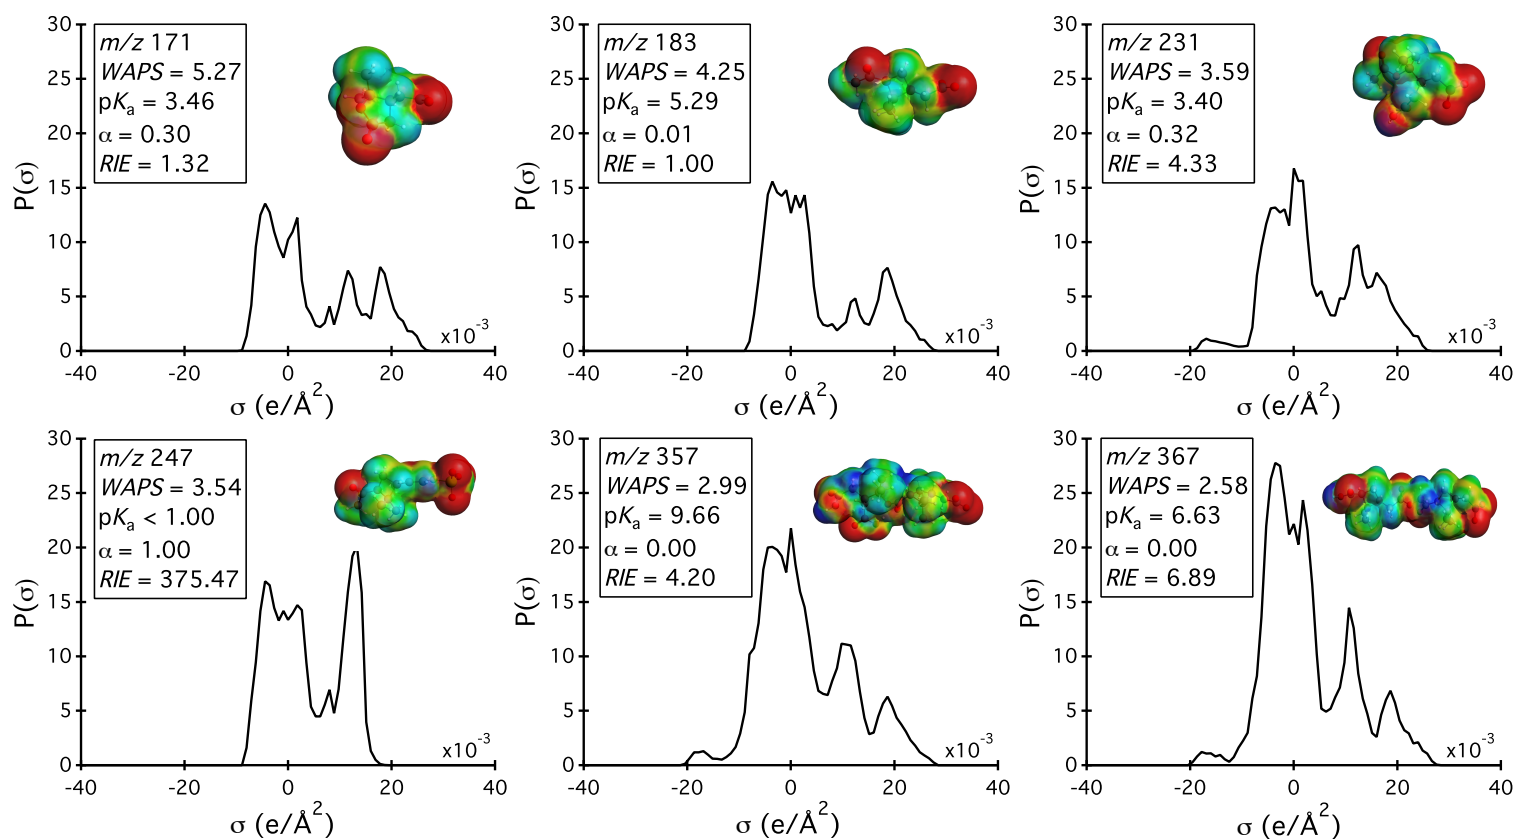 30
25
20
15
10
5
0
P(σ)
m/z 171
WAPS = 5.27
pKa = 3.46
α = 0.30
RIE = 1.32
x10-3
-40 -20 0 20 40
σ (e/Å2)
30
25
20
15
10
5
0
P(σ)
m/z 183
WAPS = 4.25
pKa = 5.29
α = 0.01
RIE = 1.00
x10-3
-40 -20 0 20 40
σ (e/Å2)
30
25
20
15
10
5
0
P(σ)
m/z 231
WAPS = 3.59
pKa = 3.40
α = 0.32
RIE = 4.33
x10-3
-40 -20 0 20 40
σ (e/Å2)
30
25
20
15
10
5
0
P(σ)
m/z 247
WAPS = 3.54
pKa < 1.00
α = 1.00
RIE = 375.47
x10-3
-40 -20 0 20 40
σ (e/Å2)
30
25
20
15
10
5
0
P(σ)
m/z 357
WAPS = 2.99
pKa = 9.66
α = 0.00
RIE = 4.20
x10-3
-40 -20 0 20 40
σ (e/Å2)
30
25
20
15
10
5
0
P(σ)
m/z 367
WAPS = 2.58
pKa = 6.63
α = 0.00
RIE = 6.89
x10-3
-40 -20 0 20 40
σ (e/Å2)